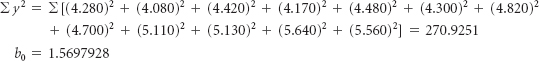 Σy² = Σ[(4.280)² + (4.080)² + (4.420)² + (4.170)² + (4.480)² + (4.300)² + (4.820)²
+ (4.700)² + (5.110)² + (5.130)² + (5.640)² + (5.560)²] = 270.9251
b₀ = 1.5697928